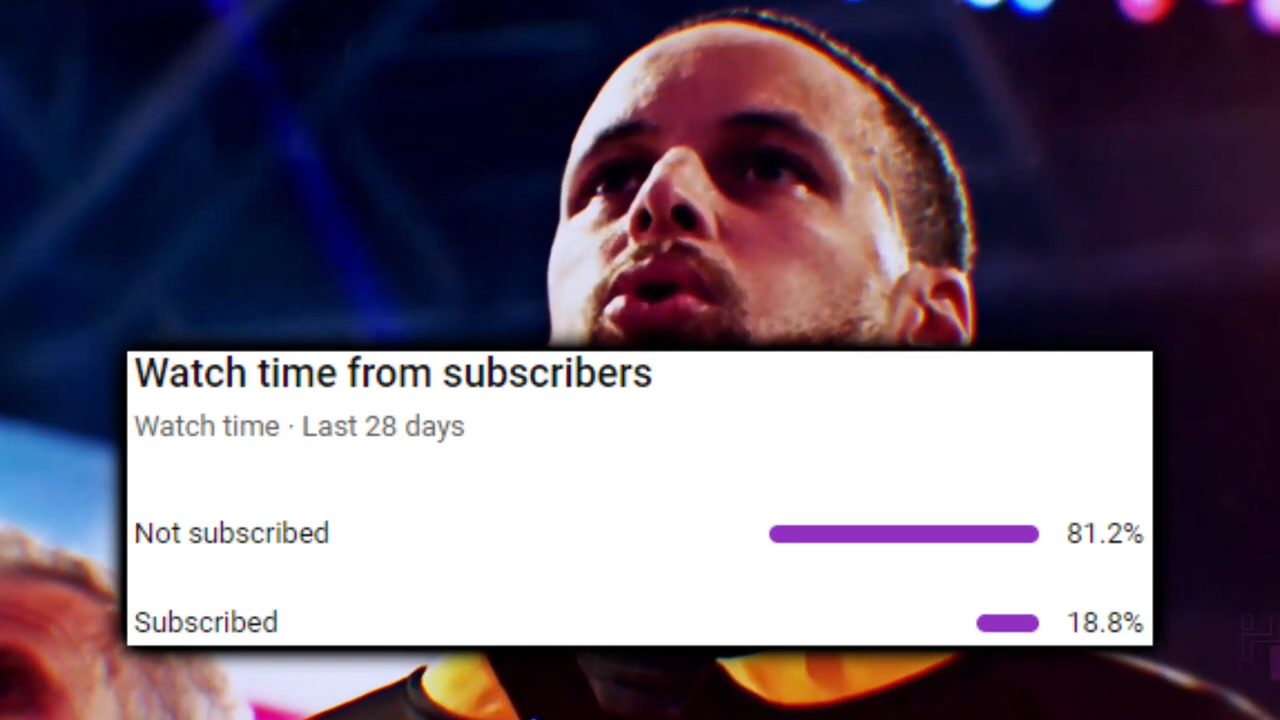 Watch time from subscribers
Watch time · Last 28 days
Not subscribed 81.2%
Subscribed 18.8%